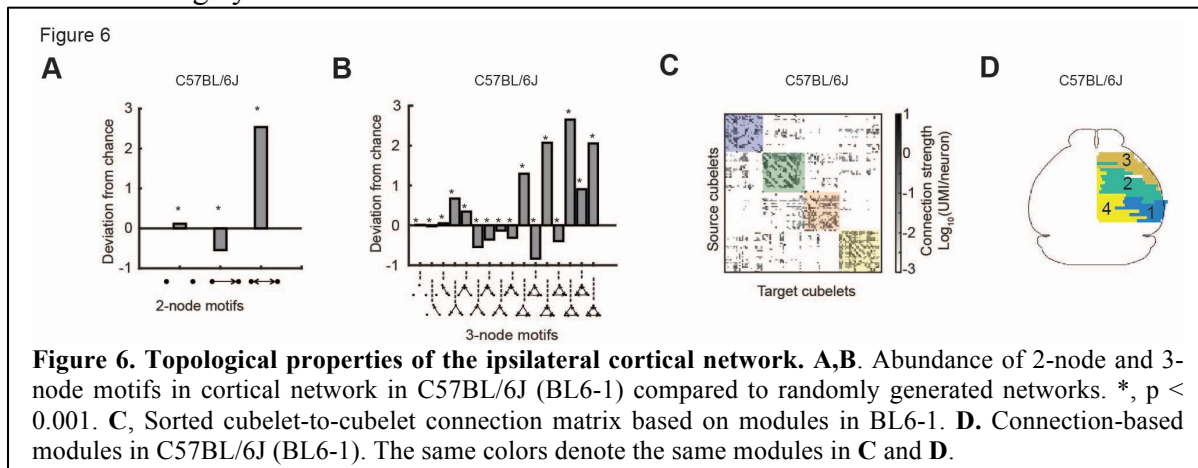 Figure 6
A
C57BL/6J
Deviation from chance
3
2
1
0
-1
*
*
*
2-node motifs
B
C57BL/6J
Deviation from chance
3
2
1
0
-1
* * * * * * * * * * * * * * * *
3-node motifs
C
C57BL/6J
Source cubelets
Target cubelets
1
0
-1
-2
-3
Connection strength
Log10(UMI/neuron)
D
C57BL/6J
3
2
4
1
Figure 6. Topological properties of the ipsilateral cortical network. A,B. Abundance of 2-node and 3-
node motifs in cortical network in C57BL/6J (BL6-1) compared to randomly generated networks. *, p <
0.001. C, Sorted cubelet-to-cubelet connection matrix based on modules in BL6-1. D. Connection-based
modules in C57BL/6J (BL6-1). The same colors denote the same modules in C and D.